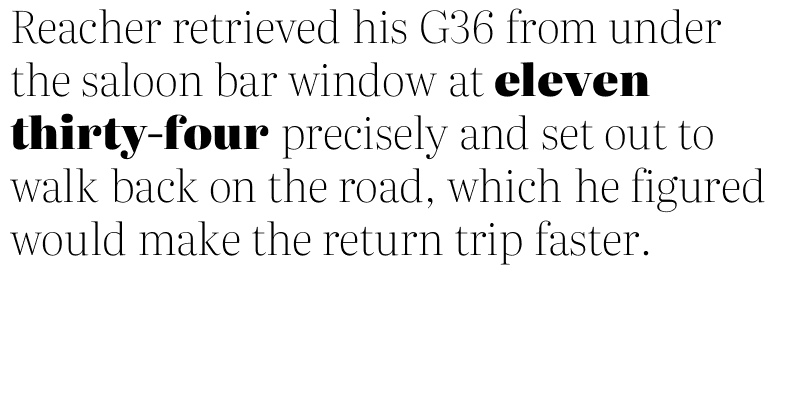 Reacher retrieved his G36 from under
the saloon bar window at eleven
thirty-four precisely and set out to
walk back on the road, which he figured
would make the return trip faster.